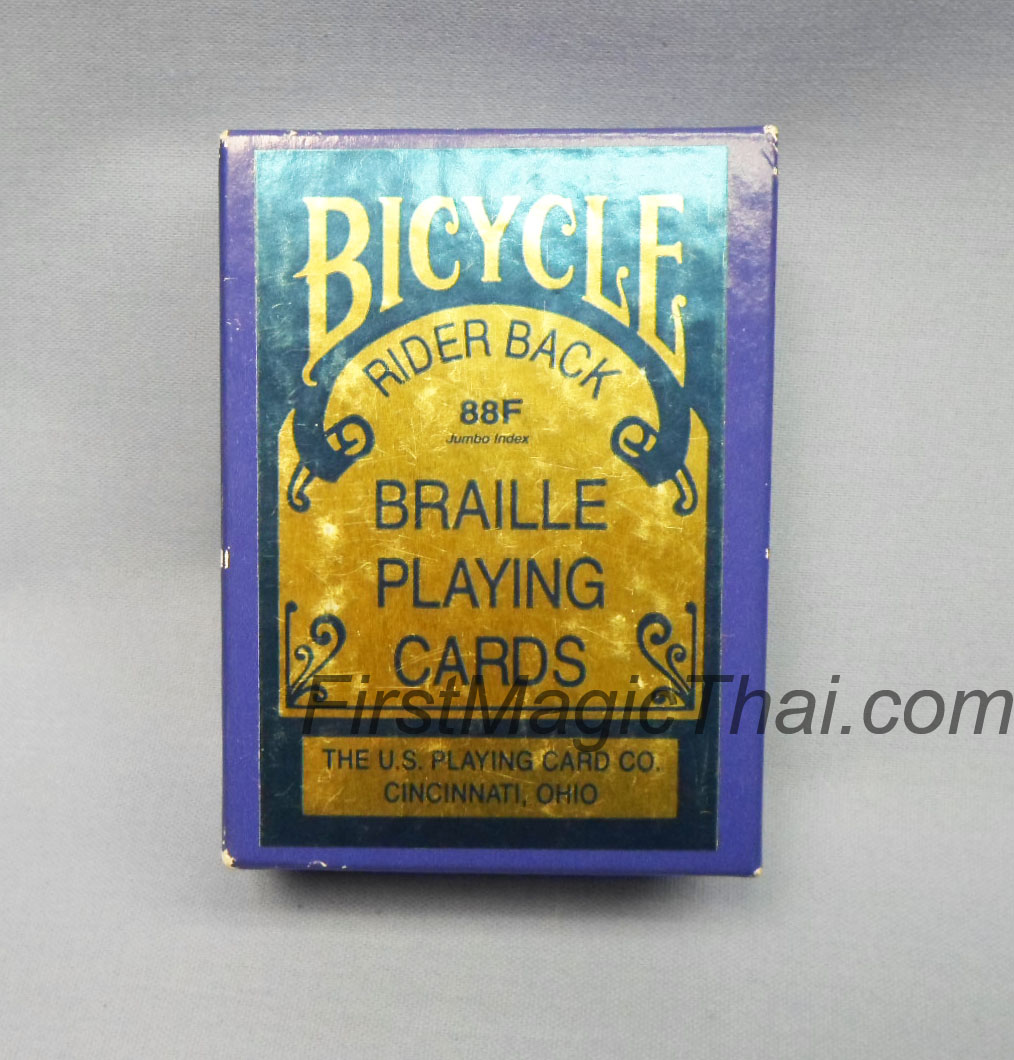 BICYCLE
RIDER BACK
88F
Jumbo Index
BRAILLE
PLAYING
CARDS
FirstMagicThai.com
THE U.S. PLAYING CARD CO.
CINCINNATI, OHIO